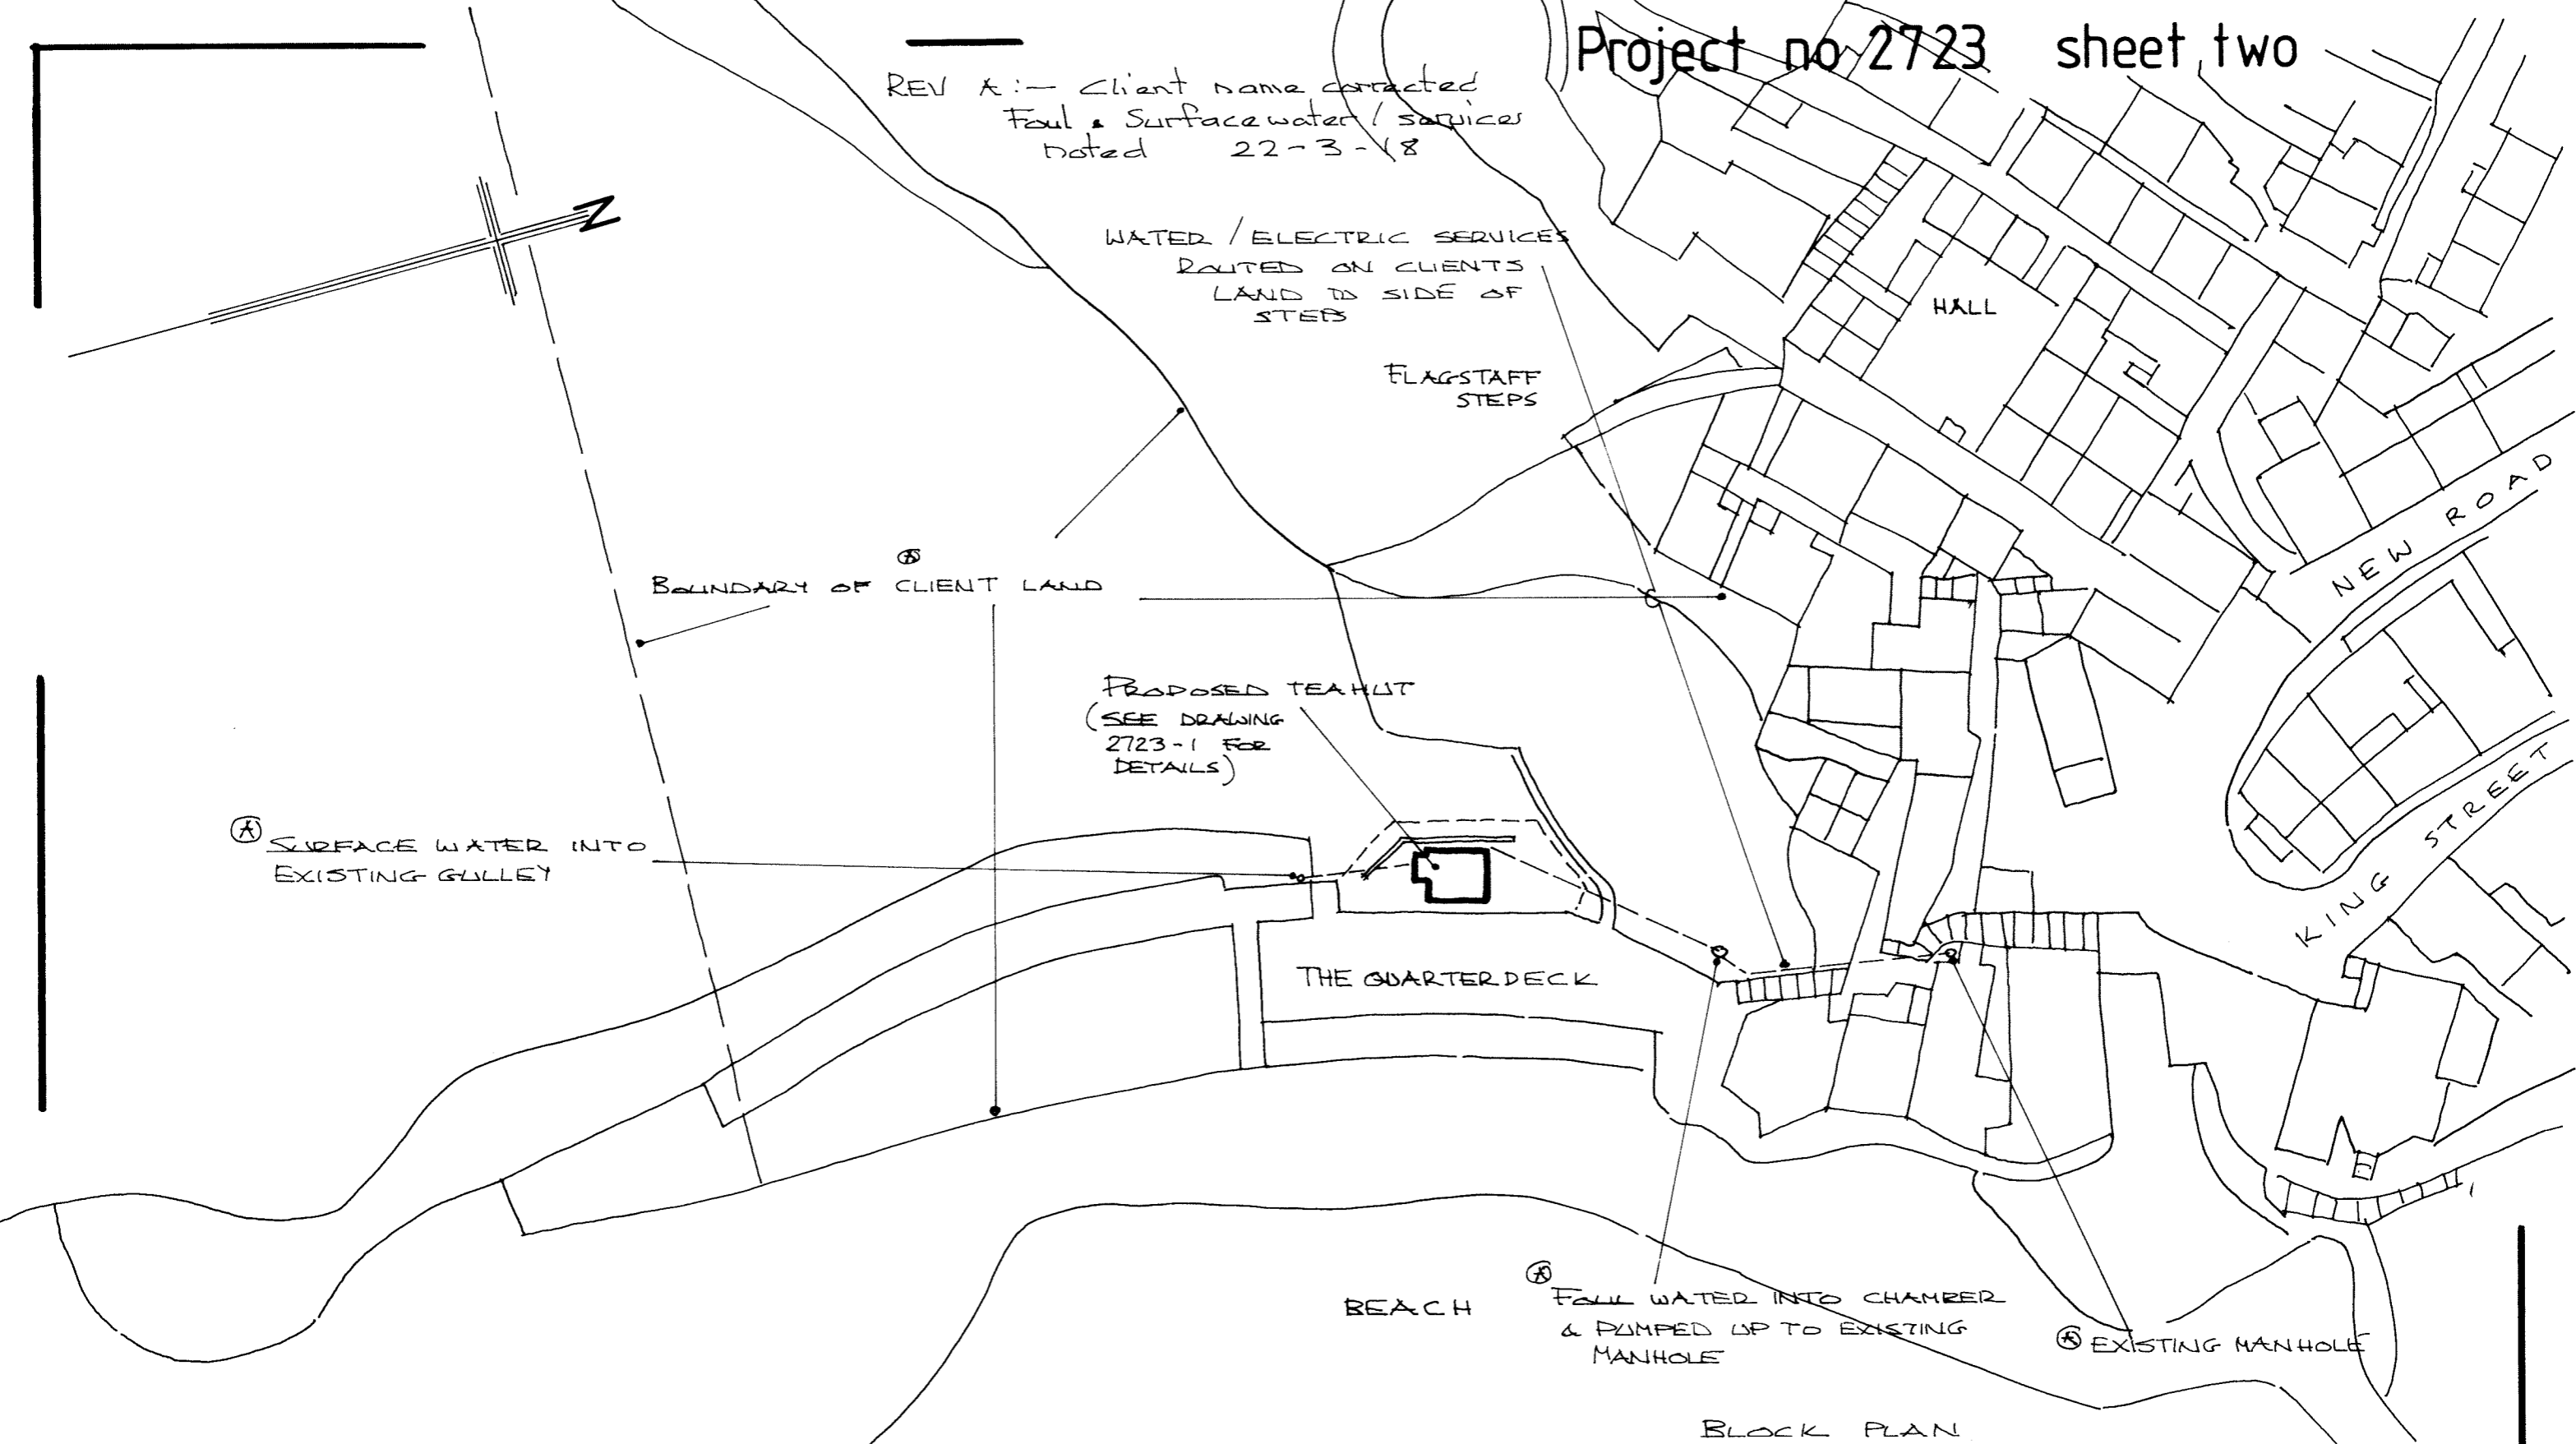 Project no 2723 sheet two
REV A:- Client name corrected
Foul & Surface water / services
noted 22-3-18
N
WATER / ELECTRIC SERVICES
ROUTED ON CLIENTS
LAND TO SIDE OF
STEPS
HALL
FLAGSTAFF
STEPS
NEW ROAD
A
BOUNDARY OF CLIENT LAND
PROPOSED TEA HUT
(SEE DRAWING
2723-1 FOR
DETAILS)
KING STREET
A SURFACE WATER INTO
EXISTING GULLEY
THE QUARTERDECK
BEACH
A
FOUL WATER INTO CHAMBER
& PUMPED UP TO EXISTING
MANHOLE
A EXISTING MANHOLE
BLOCK PLAN